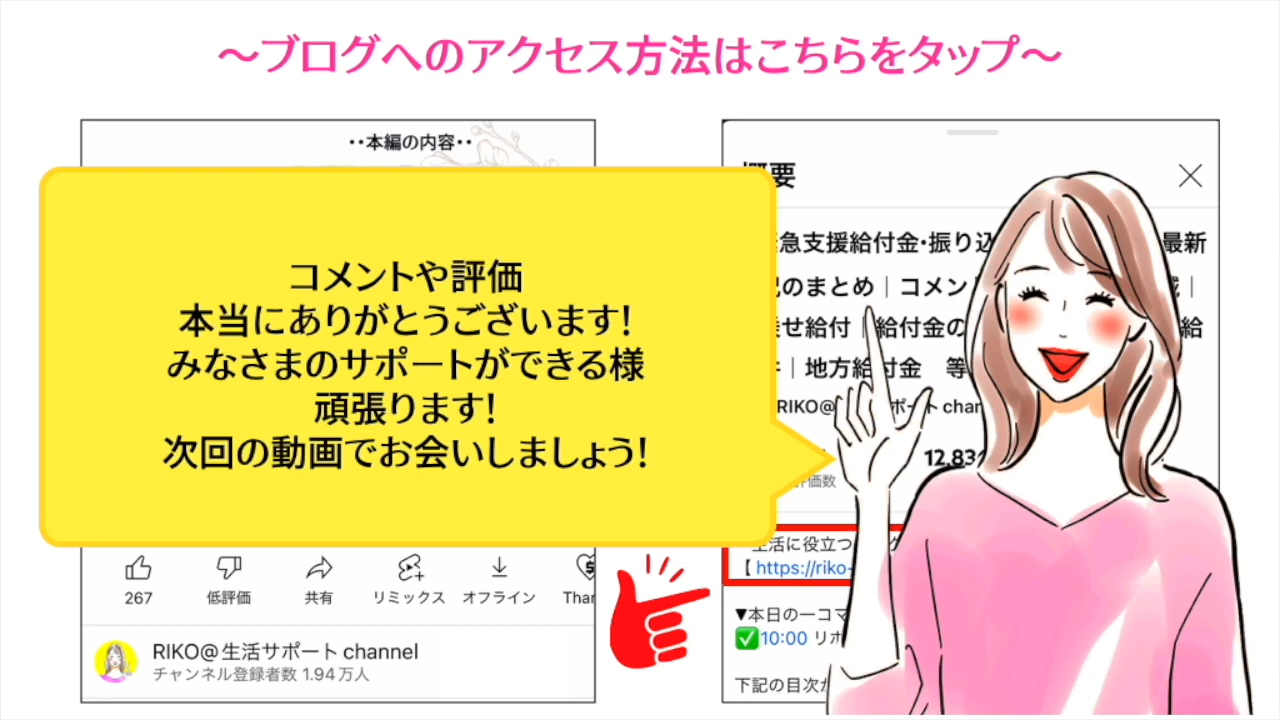 ～ブログへのアクセス方法はこちらをタップ～
••本編の内容••
コメントや評価
本当にありがとうございます!
みなさまのサポートができる様
頑張ります!
次回の動画でお会いしましょう!
267
低評価
共有
リミックス
オフライン
RIKO@生活サポートchannel
チャンネル登録者数 1.94万人
要
急支援給付金•振り込 最新
のまとめ｜コメン
せ給付 給付金の 給
｜地方給付金 等
RIKO@ ポート chan
12,83
評価数
生活に役立つ
【https://riko-
▼本日の一コマ
✅10:00 リホ
下記の目次か